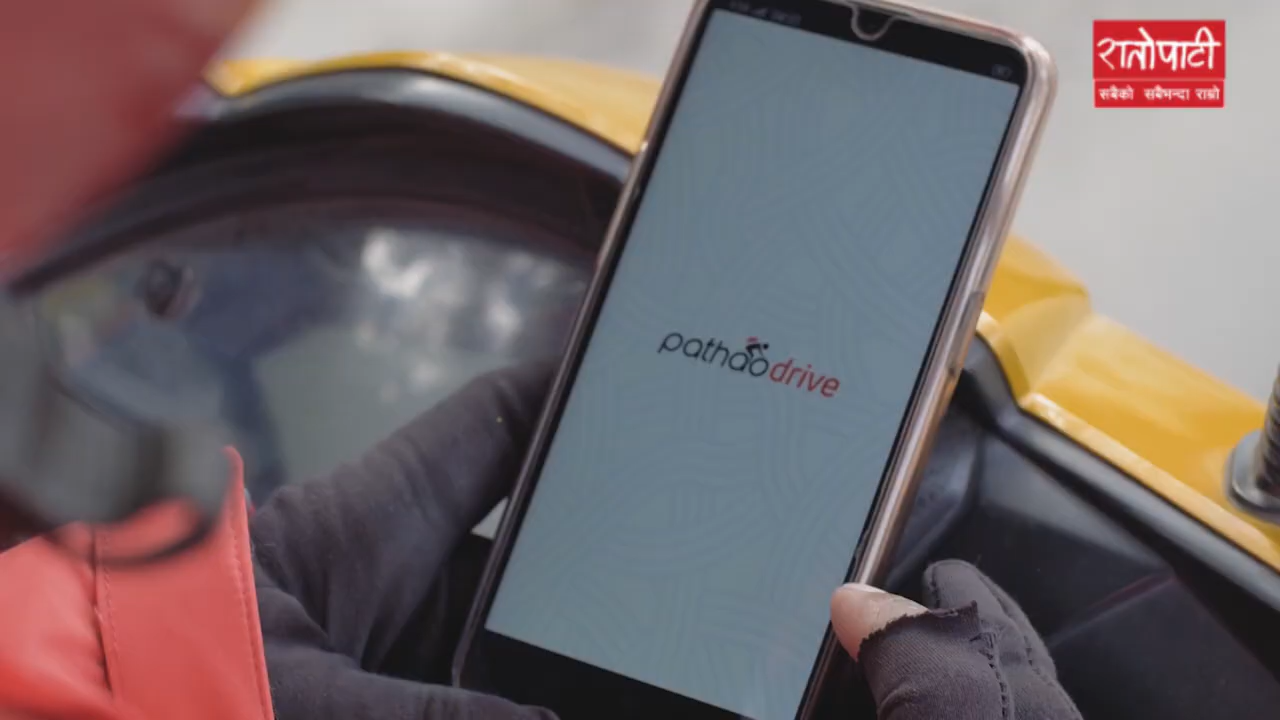 रातोपाटी
सबैको सबैभन्दा राम्रो
pathao drive